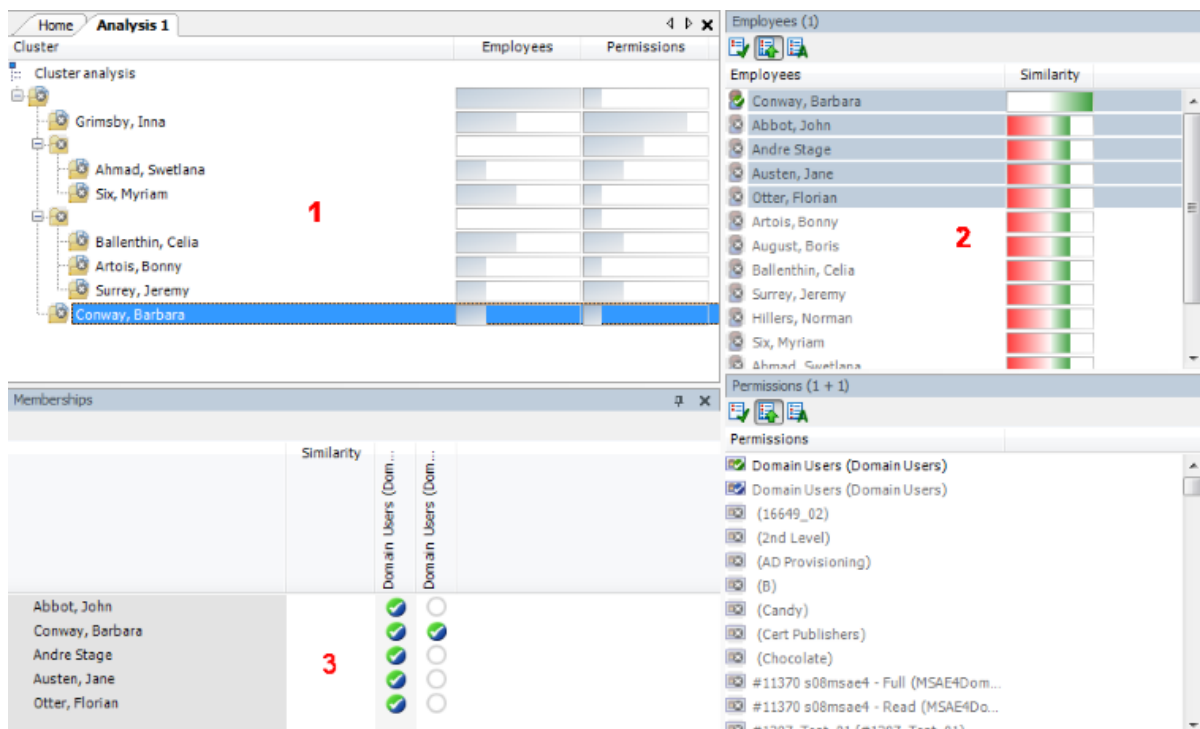 Home Analysis 1
Cluster Employees Permissions
Cluster analysis
Grimsby, Inna
Ahmad, Swetlana
Six, Myriam
1
Ballenthin, Celia
Artois, Bonny
Surrey, Jeremy
Conway, Barbara
Employees (1)
Employees Similarity
Conway, Barbara
Abbot, John
Andre Stage
Austen, Jane
Otter, Florian
Artois, Bonny
August, Boris
2
Ballenthin, Celia
Surrey, Jeremy
Hillers, Norman
Six, Myriam
Ahmad, Swetlana
Memberships
Similarity
Domain Users (Dom...
Domain Users (Dom...
Abbot, John
Conway, Barbara
Andre Stage
3
Austen, Jane
Otter, Florian
Permissions (1 + 1)
Permissions
Domain Users (Domain Users)
Domain Users (Domain Users)
(16649_02)
(2nd Level)
(AD Provisioning)
(B)
(Candy)
(Cert Publishers)
(Chocolate)
#11370 s08msae4 - Full (MSAE4Dom...
#11370 s08msae4 - Read (MSAE4Do...